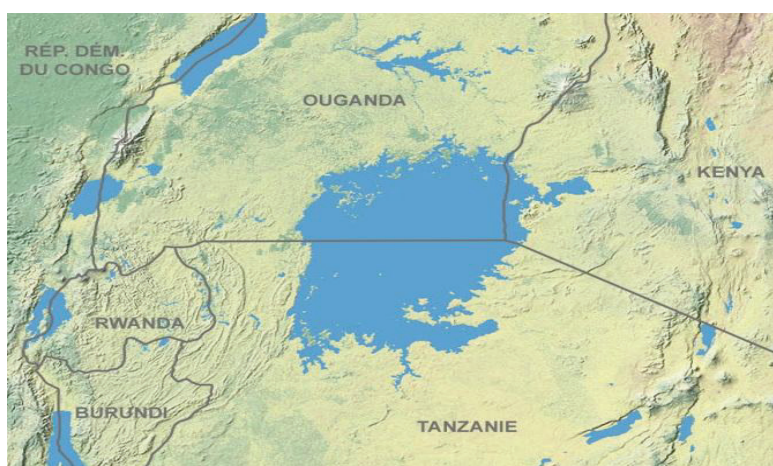 RÉP. DÉM.
DU CONGO
OUGANDA
KENYA
RWANDA
BURUNDI
TANZANIE